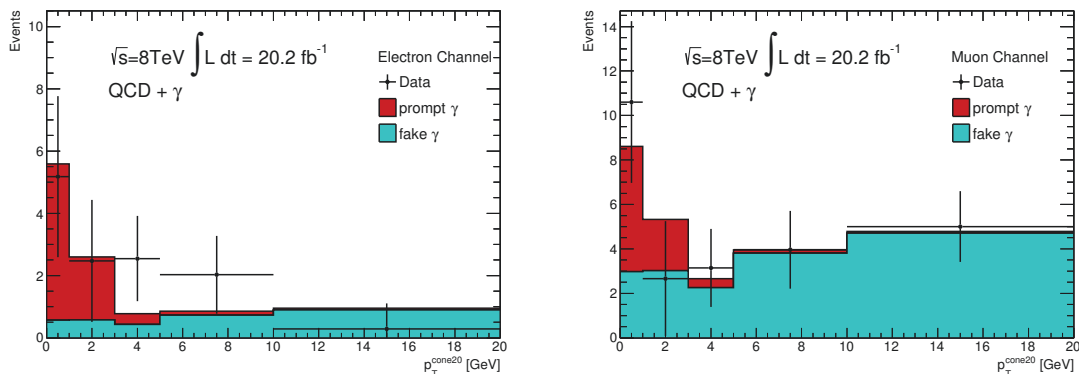 Events
10
8
6
4
2
0
√s=8TeV ∫ L dt = 20.2 fb⁻¹
QCD + γ
Electron Channel
Data
prompt γ
fake γ
0 2 4 6 8 10 12 14 16 18 20
p_T^cone20 [GeV]
Events
14
12
10
8
6
4
2
0
√s=8TeV ∫ L dt = 20.2 fb⁻¹
QCD + γ
Muon Channel
Data
prompt γ
fake γ
0 2 4 6 8 10 12 14 16 18 20
p_T^cone20 [GeV]